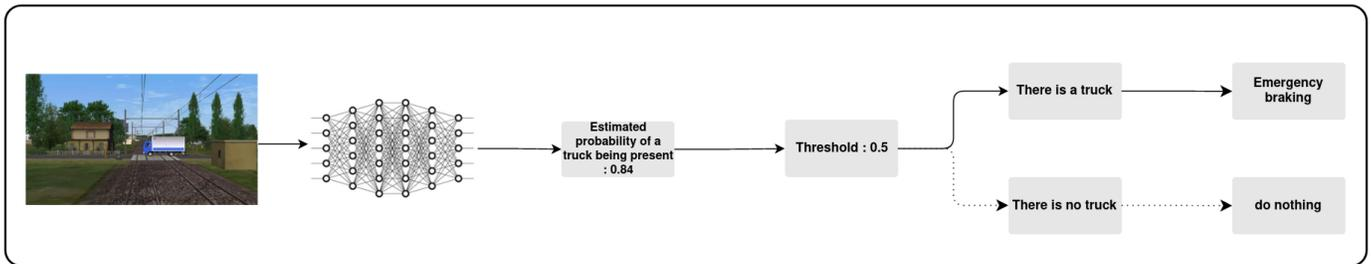 Estimated
probability of a
truck being present
: 0.84
Threshold : 0.5
There is a truck
Emergency
braking
There is no truck
do nothing